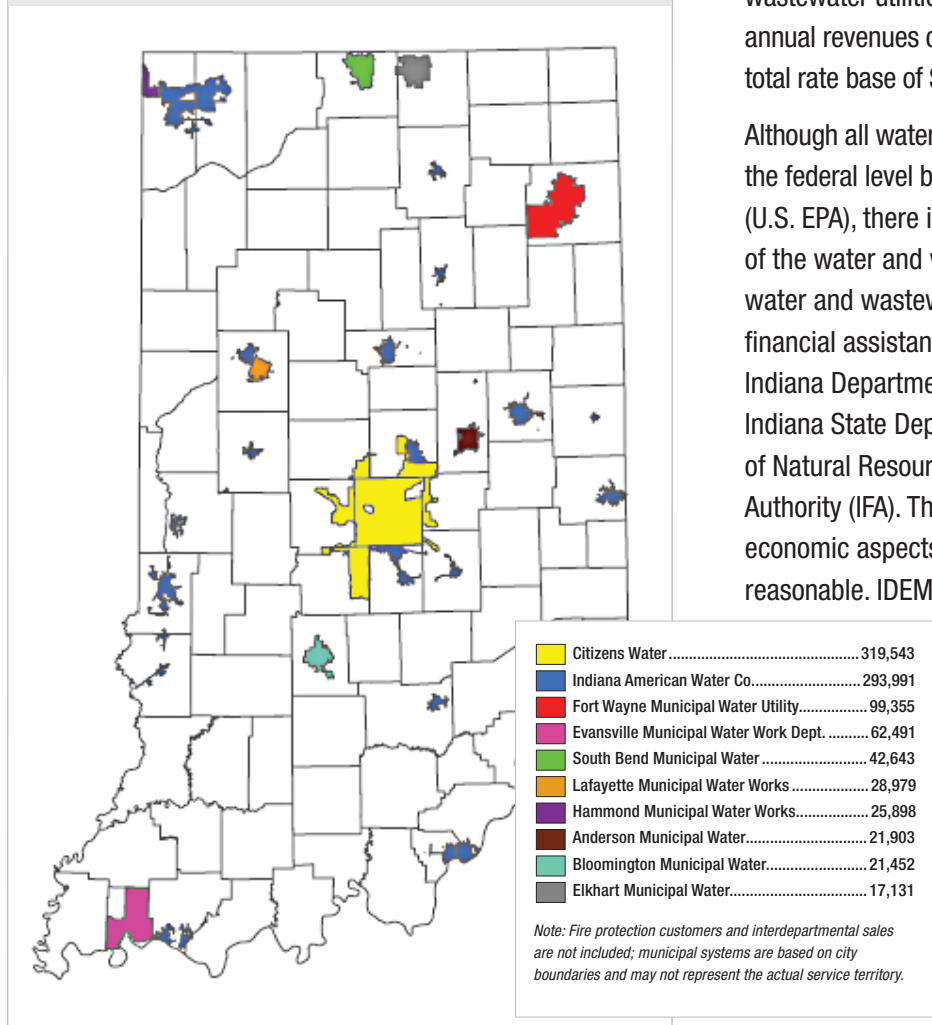 wastewater utilitie
annual revenues o
total rate base of $
Although all water
the federal level b
(U.S. EPA), there i
of the water and
water and wastew
financial assistan
Indiana Departme
Indiana State Dep
of Natural Resour
Authority (IFA). Th
economic aspects
reasonable. IDEM
Citizens Water 319,543
Indiana American Water Co. 293,991
Fort Wayne Municipal Water Utility 99,355
Evansville Municipal Water Work Dept. 62,491
South Bend Municipal Water 42,643
Lafayette Municipal Water Works 28,979
Hammond Municipal Water Works 25,898
Anderson Municipal Water 21,903
Bloomington Municipal Water 21,452
Elkhart Municipal Water 17,131
Note: Fire protection customers and interdepartmental sales
are not included; municipal systems are based on city
boundaries and may not represent the actual service territory.